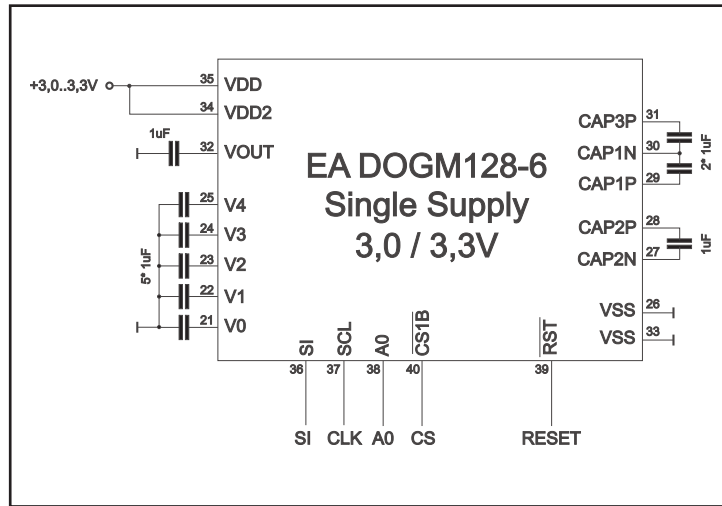 +3,0..3,3V
35 VDD
34 VDD2
1uF
32 VOUT
25 V4
24 V3
23 V2
22 V1
21 V0
5* 1uF
EA DOGM128-6
Single Supply
3,0 / 3,3V
CAP3P 31
CAP1N 30
CAP1P 29
2* 1uF
CAP2P 28
CAP2N 27
1uF
VSS 26
VSS 33
SI
SCL
A0
CS1B
RST
36
37
38
40
39
SI
CLK
A0
CS
RESET